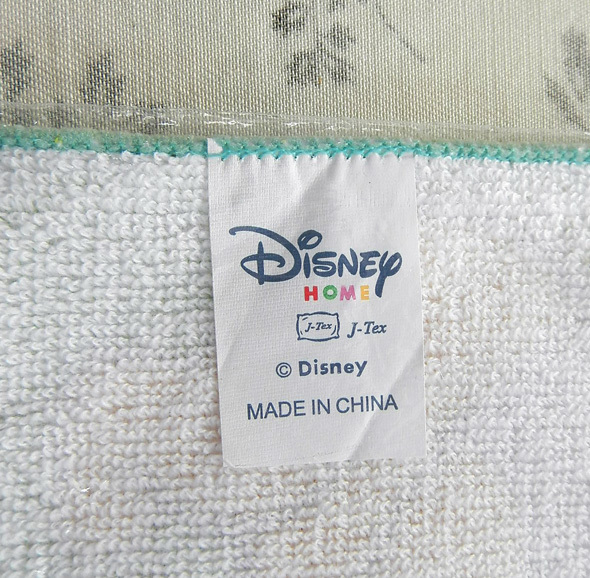 Disney
HOME
J-Tex J-Tex
© Disney
MADE IN CHINA